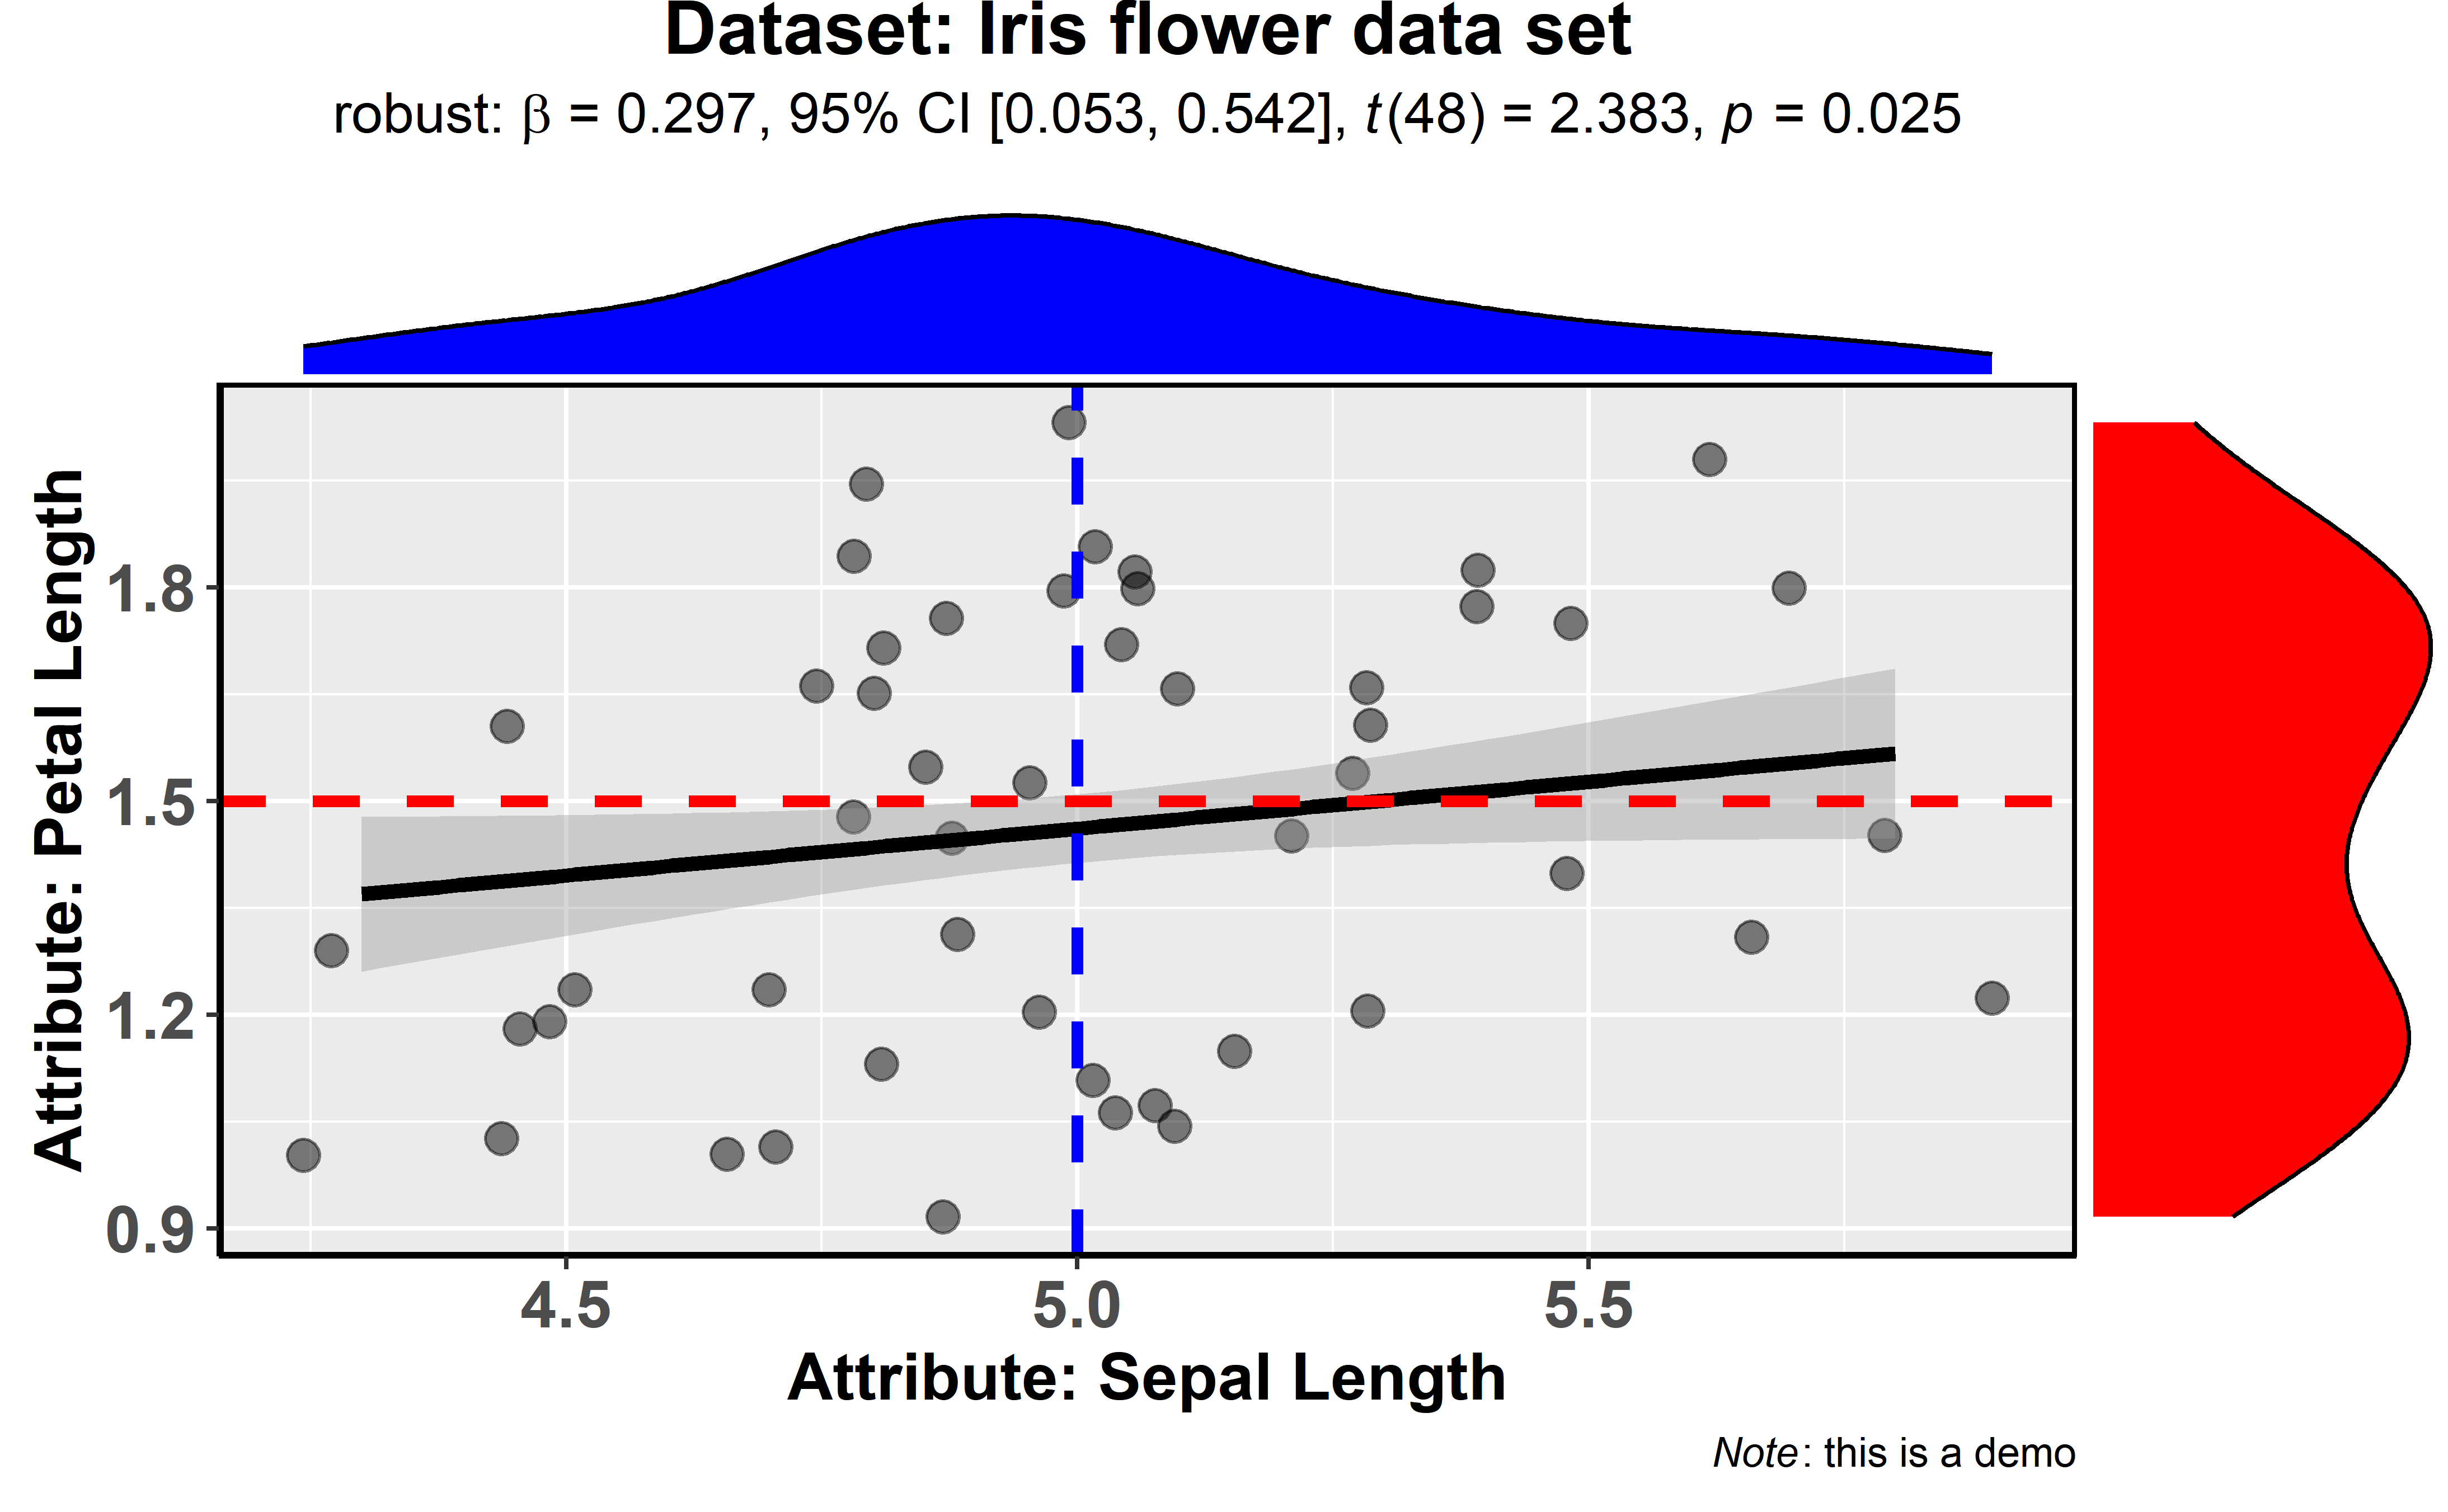 Dataset: Iris flower data set
robust: β = 0.297, 95% CI [0.053, 0.542], t(48) = 2.383, p = 0.025
Attribute: Petal Length
1.8
1.5
1.2
0.9
4.5 5.0 5.5
Attribute: Sepal Length
Note: this is a demo